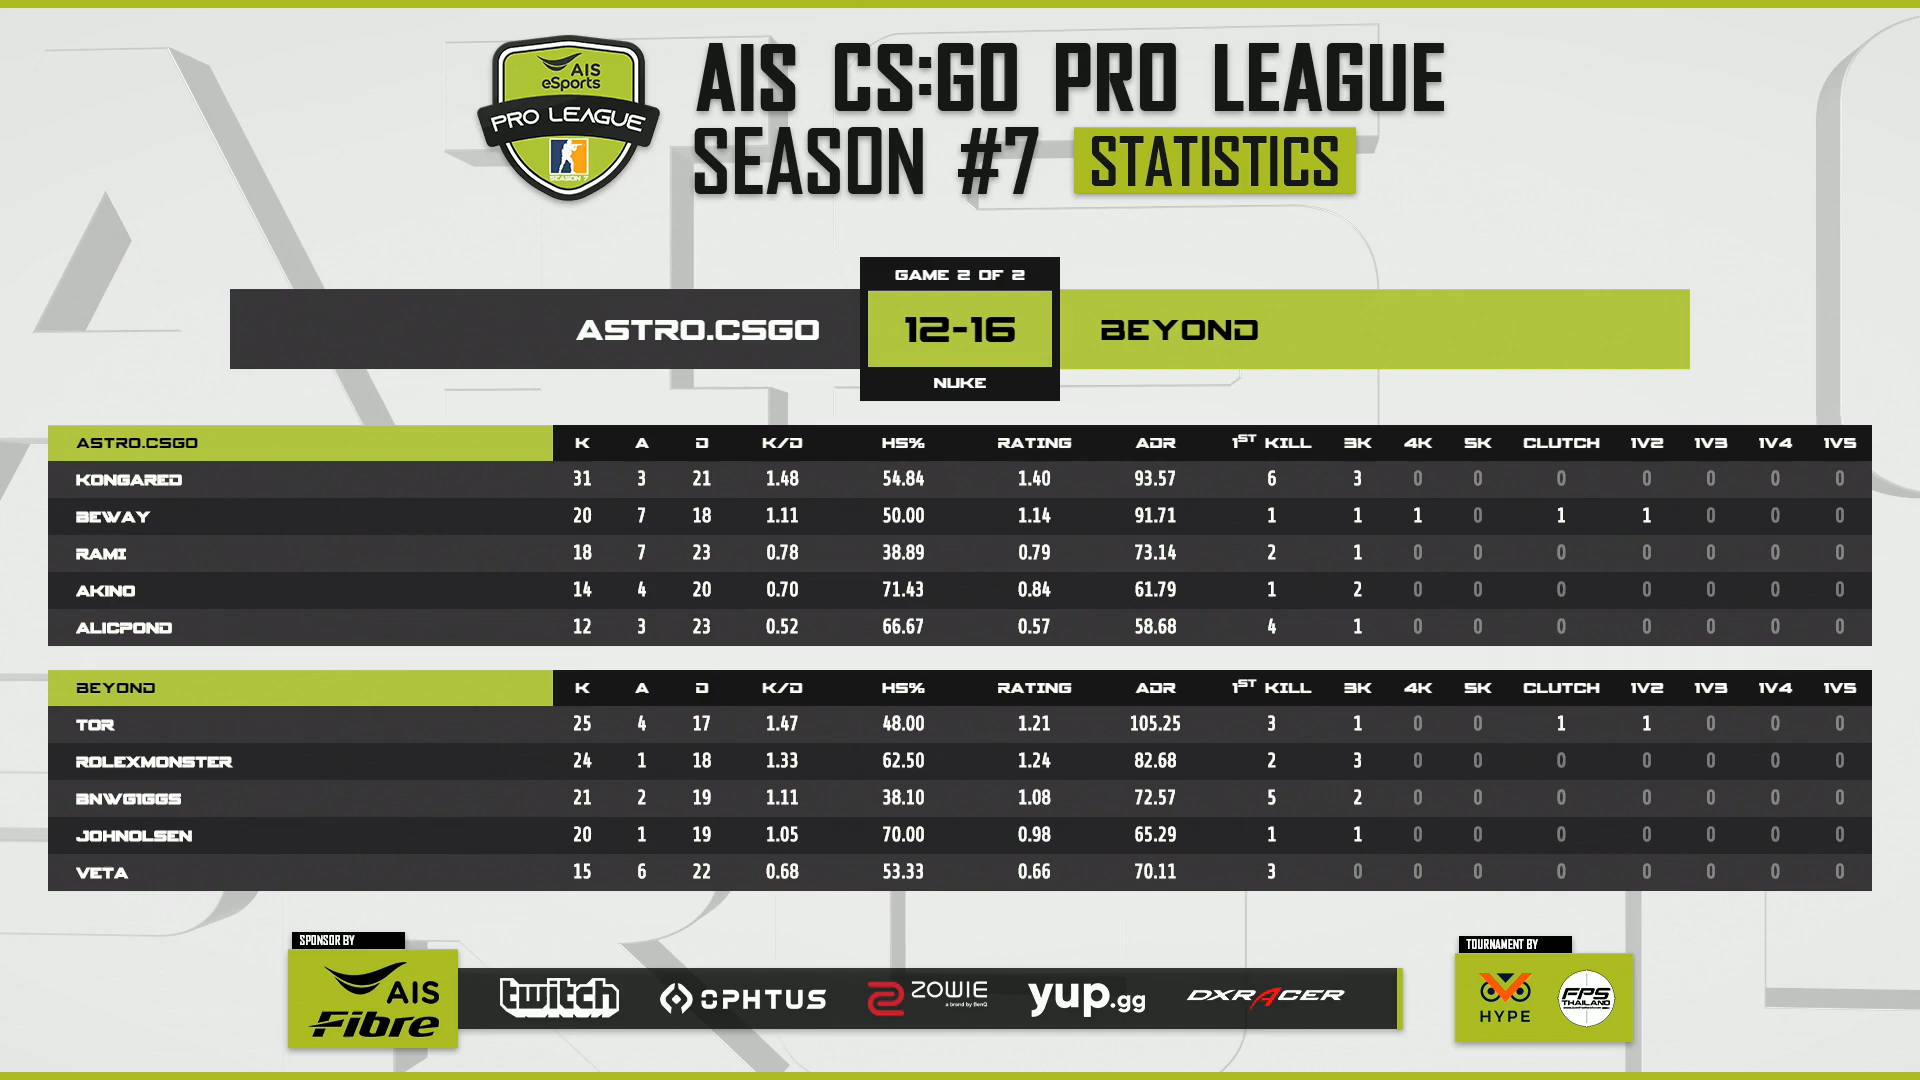 AIS
eSports
PRO LEAGUE
SEASON 7
AIS CS:GO PRO LEAGUE
SEASON #7 STATISTICS
GAME 2 OF 2
ASTRO.CSGO 12-16 BEYOND
NUKE
ASTRO.CSGO K A D K/D HS% RATING ADR 1ST KILL 3K 4K 5K CLUTCH 1V2 1V3 1V4 1V5
KONGARED 31 3 21 1.48 54.84 1.40 93.57 6 3 0 0 0 0 0 0 0
BEWAY 20 7 18 1.11 50.00 1.14 91.71 1 1 1 0 1 1 0 0 0
RAMI 18 7 23 0.78 38.89 0.79 73.14 2 1 0 0 0 0 0 0 0
AKINO 14 4 20 0.70 71.43 0.84 61.79 1 2 0 0 0 0 0 0 0
ALICPOND 12 3 23 0.52 66.67 0.57 58.68 4 1 0 0 0 0 0 0 0
BEYOND K A D K/D HS% RATING ADR 1ST KILL 3K 4K 5K CLUTCH 1V2 1V3 1V4 1V5
TOR 25 4 17 1.47 48.00 1.21 105.25 3 1 0 0 1 1 0 0 0
ROLEXMONSTER 24 1 18 1.33 62.50 1.24 82.68 2 3 0 0 0 0 0 0 0
BNWG1GGS 21 2 19 1.11 38.10 1.08 72.57 5 2 0 0 0 0 0 0 0
JOHNOLSEN 20 1 19 1.05 70.00 0.98 65.29 1 1 0 0 0 0 0 0 0
VETA 15 6 22 0.68 53.33 0.66 70.11 3 0 0 0 0 0 0 0 0
SPONSOR BY
AIS
Fibre
twitch
OPHTUS
ZOWIE
a brand by BenQ
yup.gg
DXRACER
TOURNAMENT BY
HYPE
FPS
THAILAND